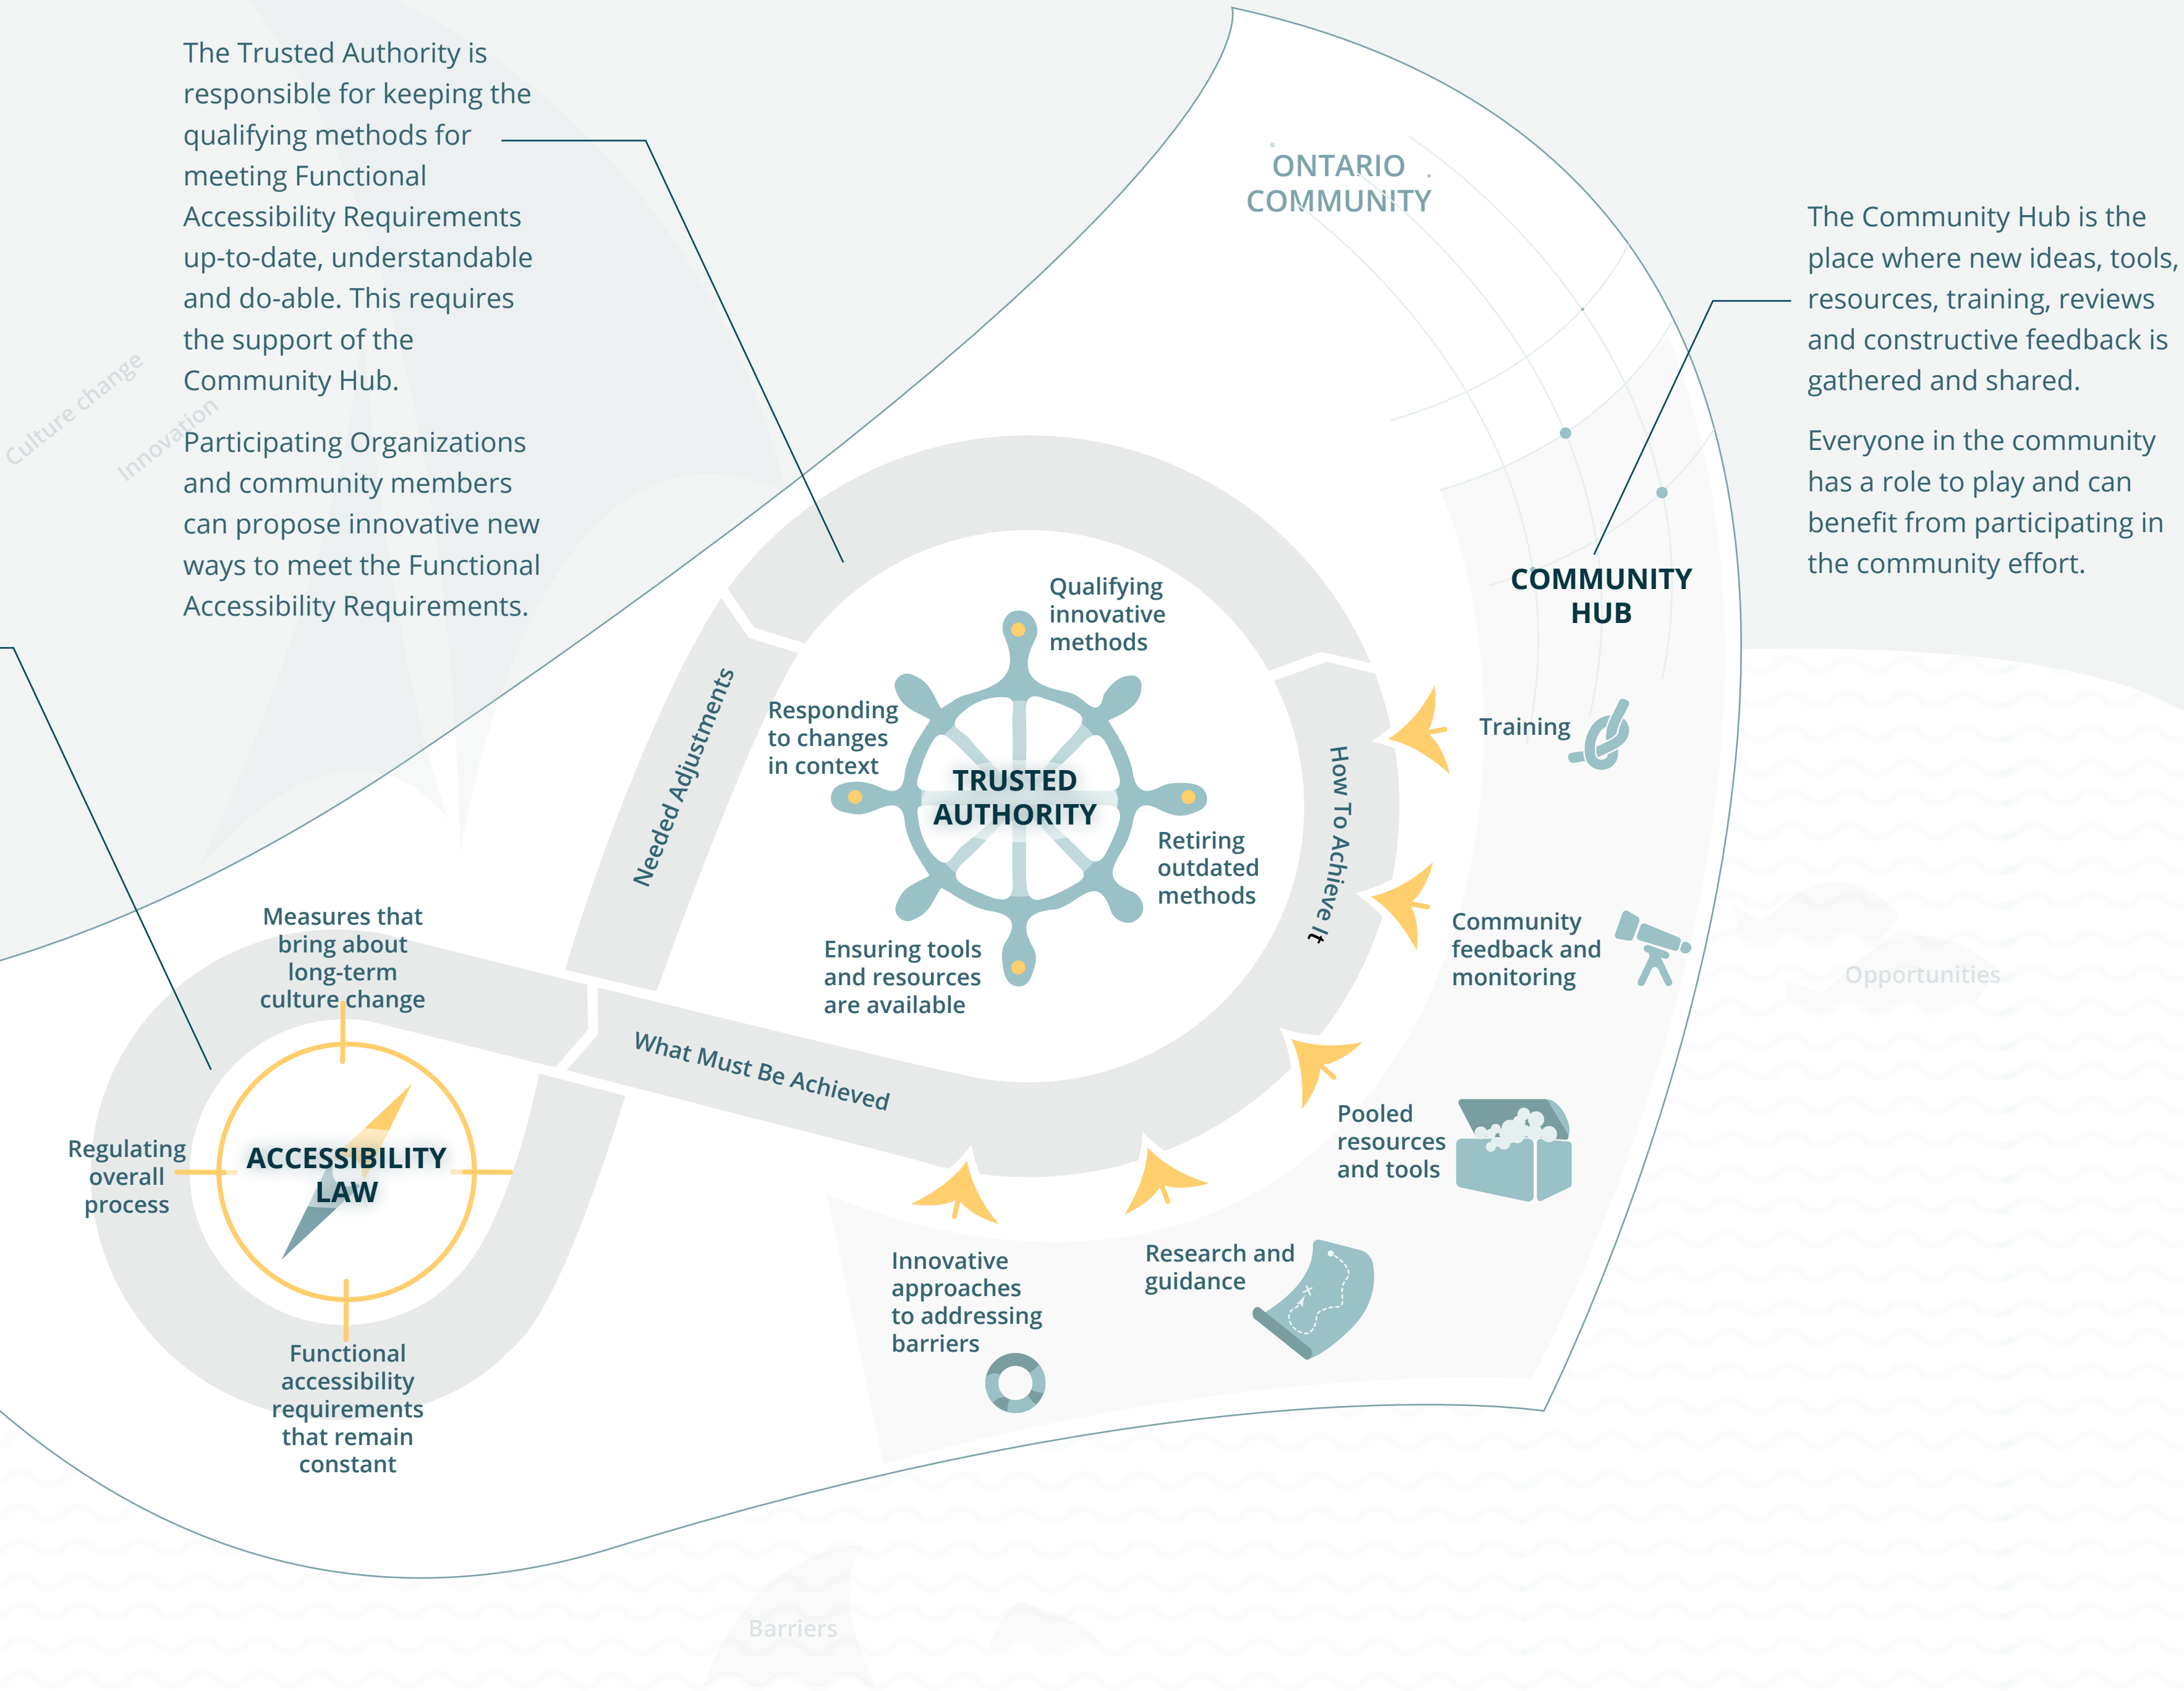 The Trusted Authority is
responsible for keeping the
qualifying methods for
meeting Functional
Accessibility Requirements
up-to-date, understandable
and do-able. This requires
the support of the
Community Hub.
Participating Organizations
and community members
can propose innovative new
ways to meet the Functional
Accessibility Requirements.
Culture change
Innovation
ONTARIO
COMMUNITY
The Community Hub is the
place where new ideas, tools,
resources, training, reviews
and constructive feedback is
gathered and shared.
Everyone in the community
has a role to play and can
benefit from participating in
the community effort.
COMMUNITY
HUB
Training
Community
feedback and
monitoring
Pooled
resources
and tools
Research and
guidance
Innovative
approaches
to addressing
barriers
Needed Adjustments
How To Achieve It
What Must Be Achieved
Qualifying
innovative
methods
Responding
to changes
in context
TRUSTED
AUTHORITY
Retiring
outdated
methods
Ensuring tools
and resources
are available
Measures that
bring about
long-term
culture change
Regulating
overall
process
ACCESSIBILITY
LAW
Functional
accessibility
requirements
that remain
constant
Opportunities
Barriers